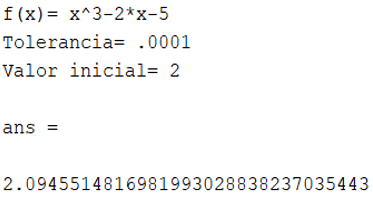 f(x)= x^3-2*x-5
Tolerancia= .0001
Valor inicial= 2
ans =
2.0945514816981993028838237035443